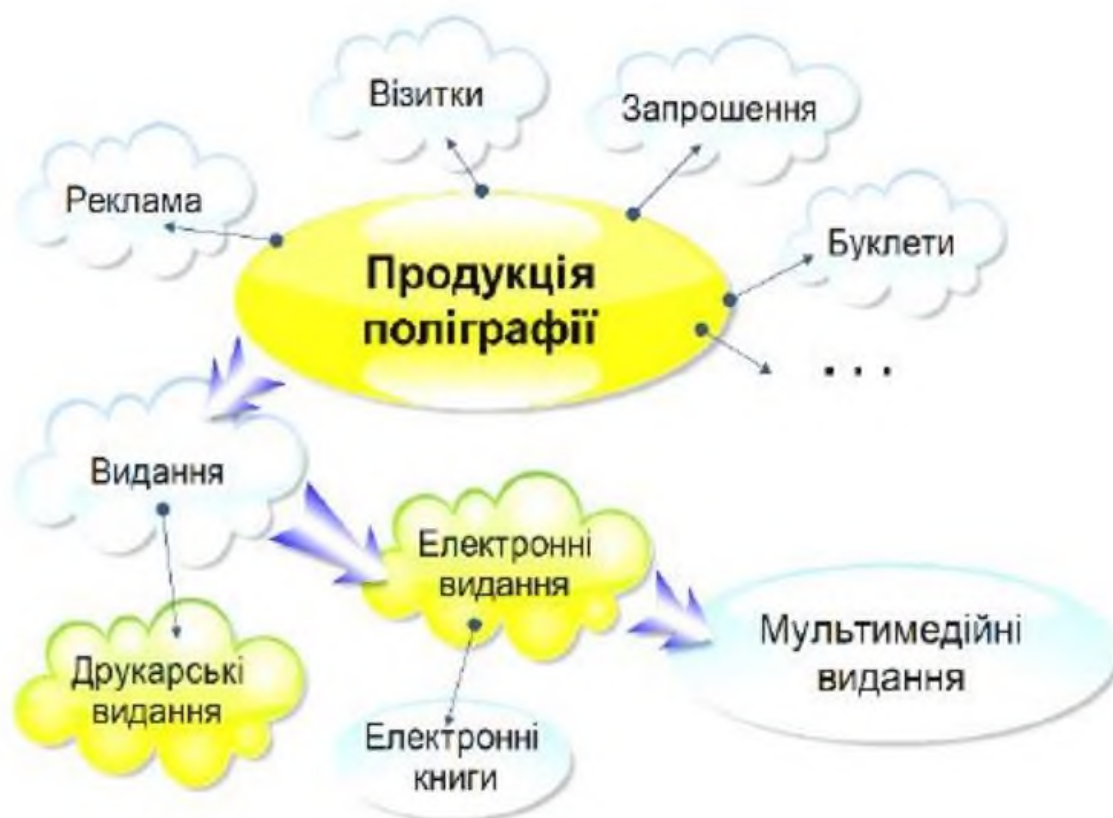 Візитки
Запрошення
Реклама
Буклети
Продукція
поліграфії
. . .
Видання
Електронні
видання
Мультимедійні
видання
Друкарські
видання
Електронні
книги